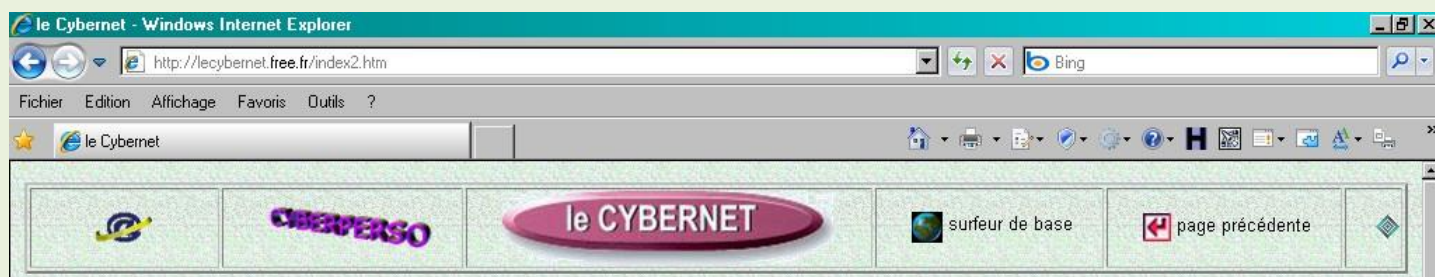 le Cybernet - Windows Internet Explorer
http://lecybernet.free.fr/index2.htm Bing
Fichier Edition Affichage Favoris Outils ?
le Cybernet
CIBERPERSO le CYBERNET surfeur de base page précédente